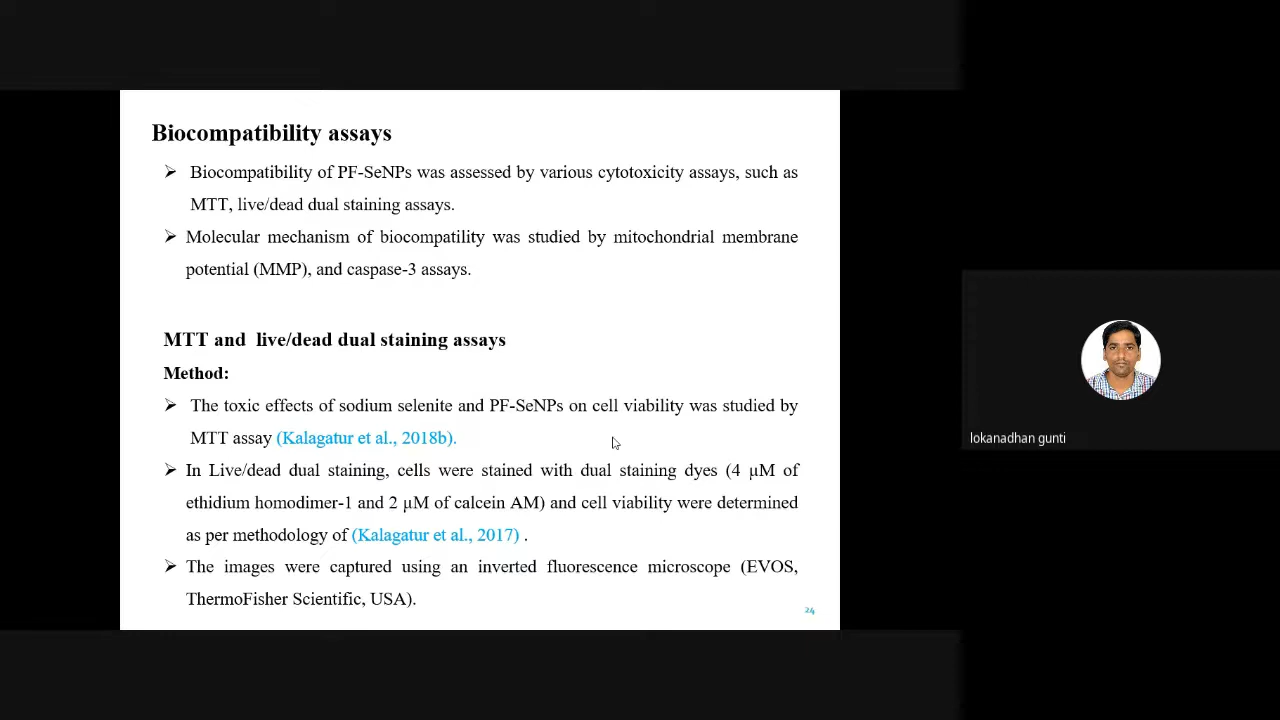 Biocompatibility assays
➢ Biocompatibility of PF-SeNPs was assessed by various cytotoxicity assays, such as
MTT, live/dead dual staining assays.
➢ Molecular mechanism of biocompatility was studied by mitochondrial membrane
potential (MMP), and caspase-3 assays.
MTT and live/dead dual staining assays
Method:
➢ The toxic effects of sodium selenite and PF-SeNPs on cell viability was studied by
MTT assay (Kalagatur et al., 2018b).
➢ In Live/dead dual staining, cells were stained with dual staining dyes (4 µM of
ethidium homodimer-1 and 2 µM of calcein AM) and cell viability were determined
as per methodology of (Kalagatur et al., 2017) .
➢ The images were captured using an inverted fluorescence microscope (EVOS,
ThermoFisher Scientific, USA).
24
lokanadhan gunti